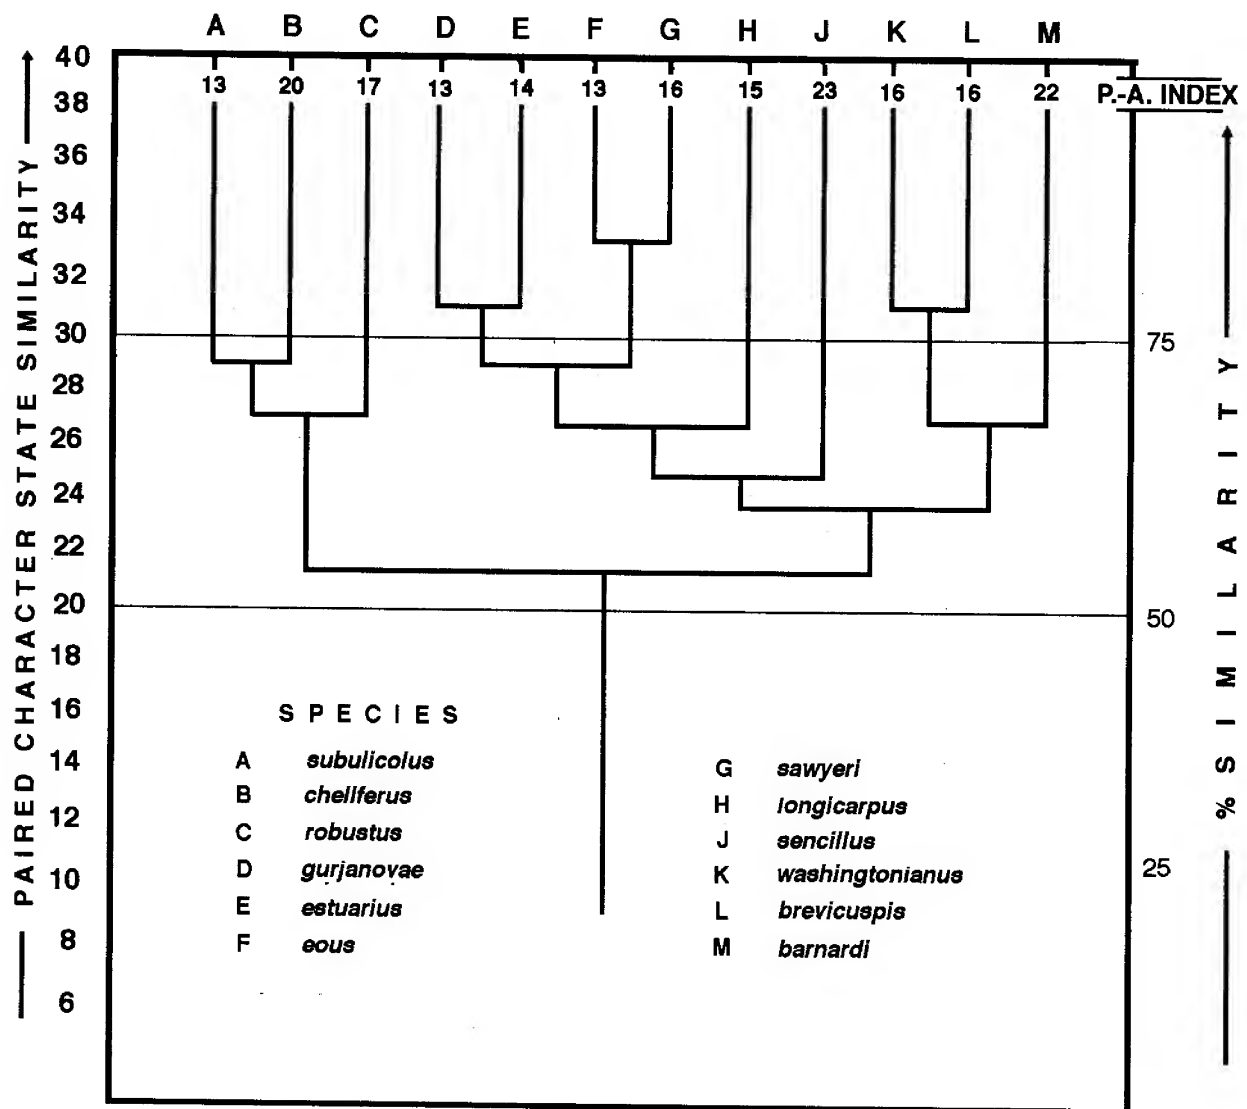 A B C D E F G H J K L M
13 20 17 13 14 13 16 15 23 16 16 22 P.-A. INDEX
PAIRED CHARACTER STATE SIMILARITY
40
38
36
34
32
30
28
26
24
22
20
18
16
14
12
10
8
6
75
50
25
% SIMILARITY
SPECIES
A subulicolus
B cheliferus
C robustus
D gurjanovae
E estuarius
F eous
G sawyeri
H longicarpus
J sencillus
K washingtonianus
L brevicuspis
M barnardi